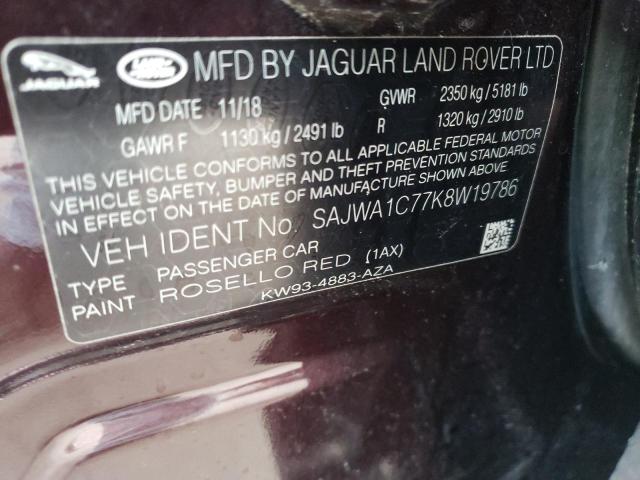 JAGUAR LAND ROVER MFD BY JAGUAR LAND ROVER LTD
MFD DATE 11/18 GVWR 2350 kg / 5181 lb
GAWR F 1130 kg / 2491 lb R 1320 kg / 2910 lb
THIS VEHICLE CONFORMS TO ALL APPLICABLE FEDERAL MOTOR
VEHICLE SAFETY, BUMPER AND THEFT PREVENTION STANDARDS
IN EFFECT ON THE DATE OF MANUFACTURE SHOWN ABOVE.
VEH IDENT No. SAJWA1C77K8W19786
TYPE PASSENGER CAR
PAINT ROSELLO RED (1AX)
KW93-4883-AZA